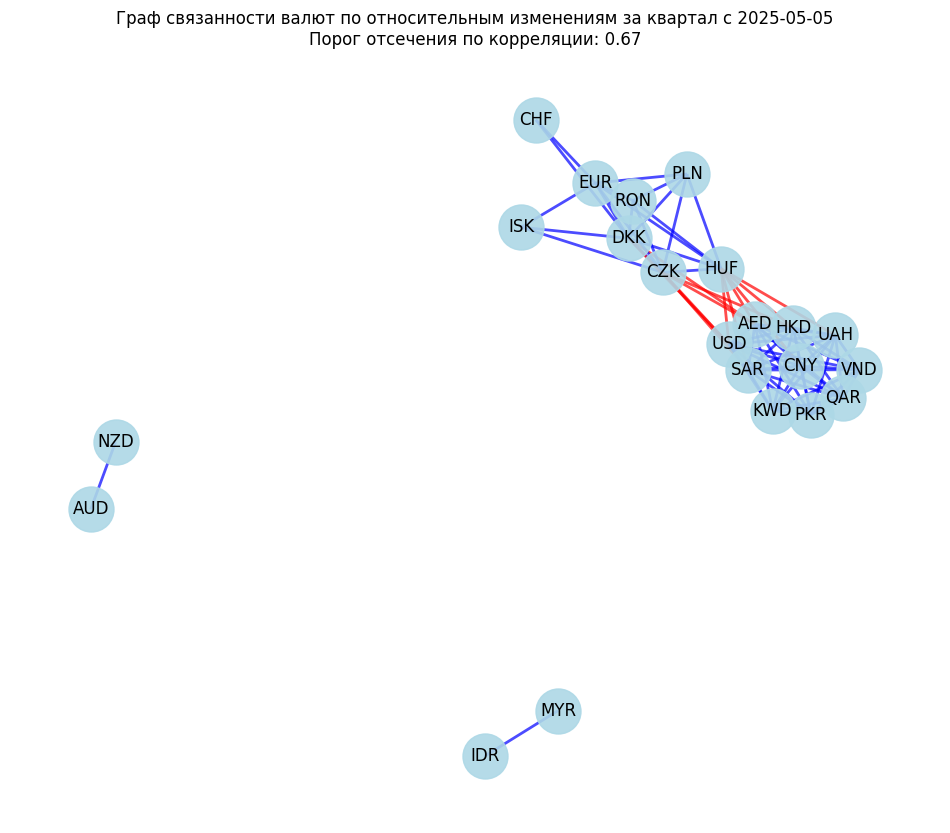 Граф связанности валют по относительным изменениям за квартал с 2025-05-05
Порог отсечения по корреляции: 0.67
CHF
PLN
EUR
RON
ISK
DKK
CZK
HUF
AED
HKD
UAH
USD
SAR
CNY
VND
QAR
KWD
PKR
NZD
AUD
MYR
IDR